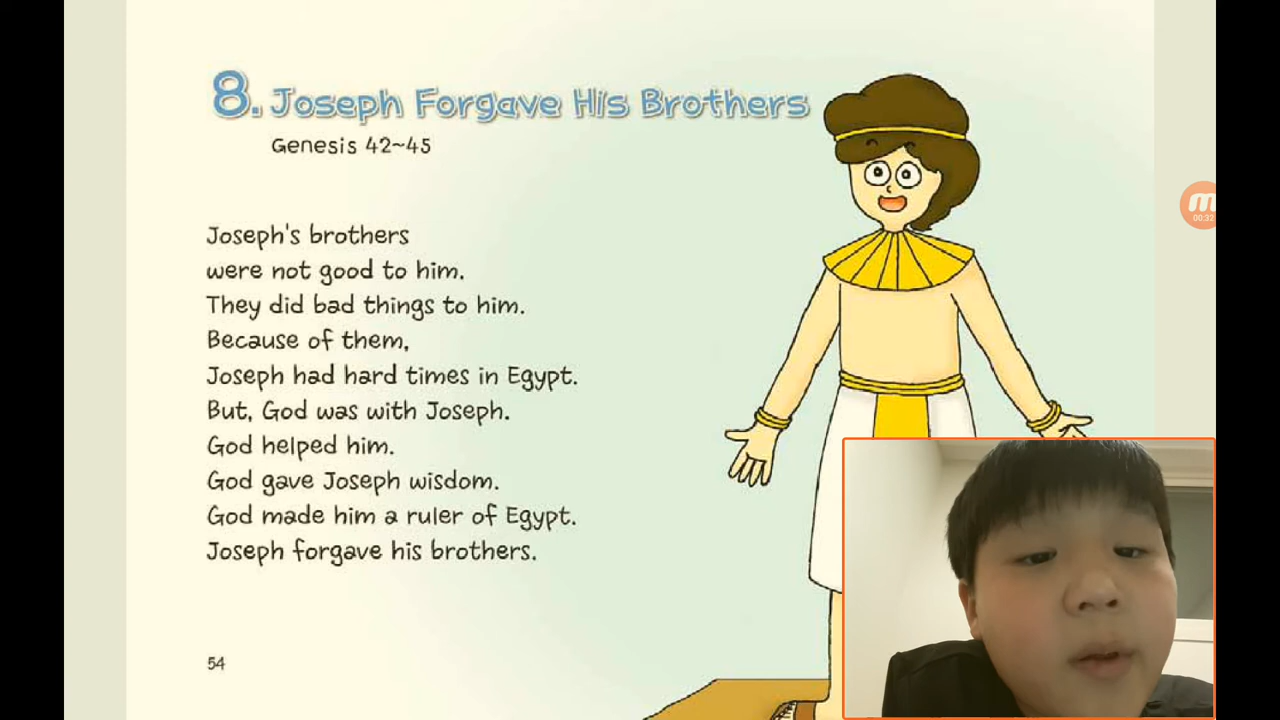 8. Joseph Forgave His Brothers
Genesis 42~45
Joseph's brothers
were not good to him.
They did bad things to him.
Because of them,
Joseph had hard times in Egypt.
But, God was with Joseph.
God helped him.
God gave Joseph wisdom.
God made him a ruler of Egypt.
Joseph forgave his brothers.
54
M
00:32